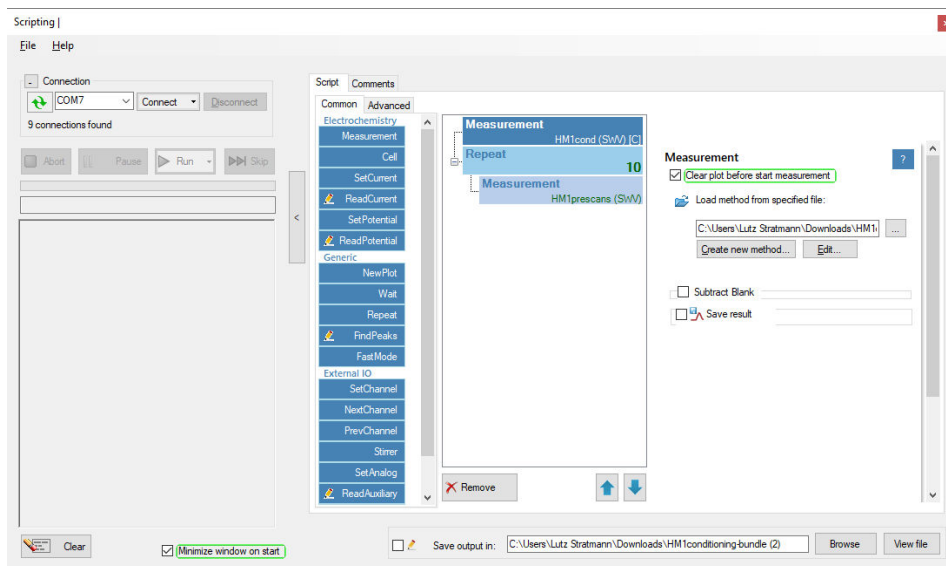 Scripting |
File Help
- Connection
COM7 Connect Disconnect
9 connections found
Abort Pause Run Skip
<
Clear
Minimize window on start
Script Comments
Common Advanced
Electrochemistry
Measurement
Cell
SetCurrent
ReadCurrent
SetPotential
ReadPotential
Generic
NewPlot
Wait
Repeat
FindPeaks
FastMode
External IO
SetChannel
NextChannel
PrevChannel
Stirrer
SetAnalog
ReadAuxiliary
Measurement
HM1cond (SWV) [C]
Repeat
10
Measurement
HM1prescans (SWV)
Remove
Measurement ?
Clear plot before start measurement
Load method from specified file:
C:\Users\Lutz Stratmann\Downloads\HM1 ...
Create new method... Edit...
Subtract Blank
Save result
Save output in: C:\Users\Lutz Stratmann\Downloads\HM1conditioning-bundle (2) Browse View file